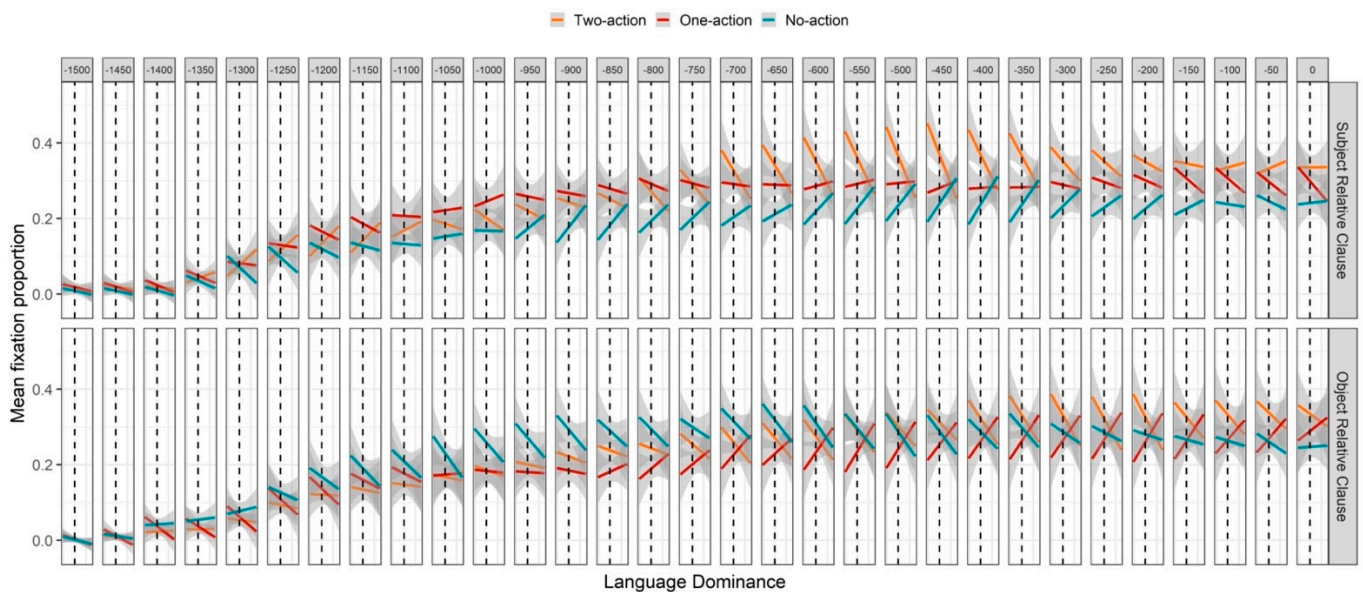 Two-action One-action No-action
-1500 -1450 -1400 -1350 -1300 -1250 -1200 -1150 -1100 -1050 -1000 -950 -900 -850 -800 -750 -700 -650 -600 -550 -500 -450 -400 -350 -300 -250 -200 -150 -100 -50 0
Mean fixation proportion
0.4
0.2
0.0
Subject Relative Clause
0.4
0.2
0.0
Object Relative Clause
Language Dominance